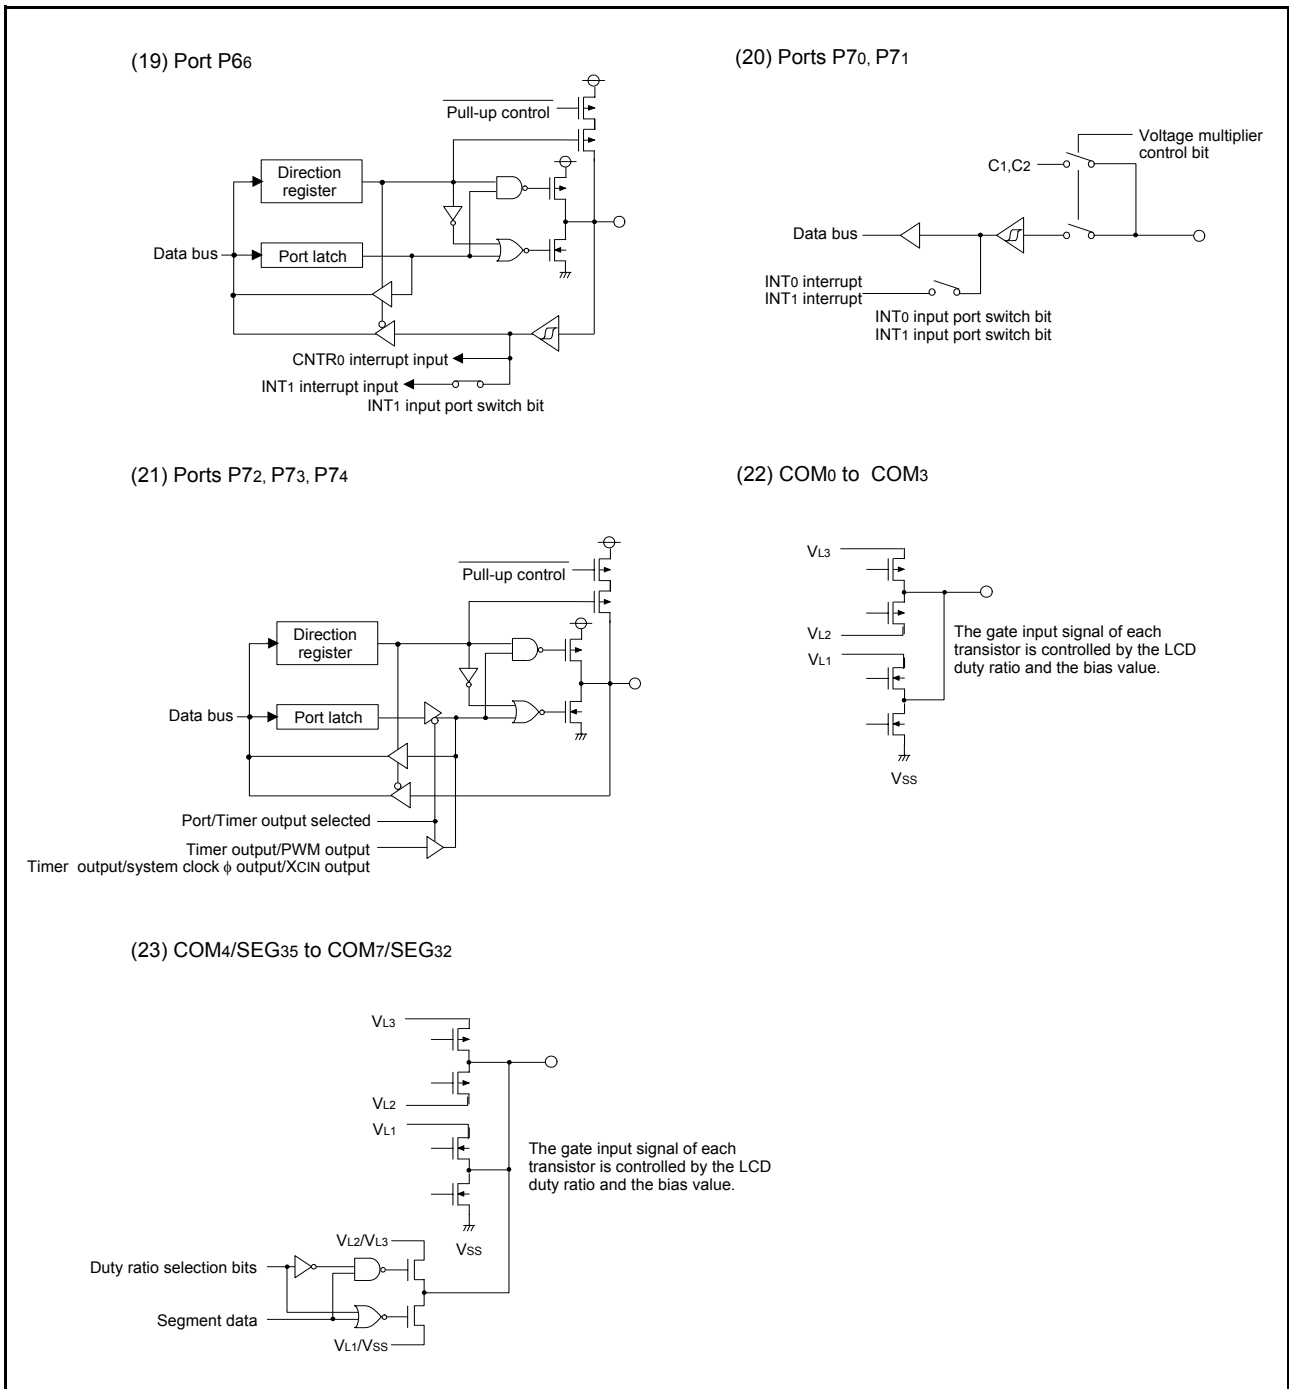 (19) Port P66
Pull-up control
Direction
register
Data bus
Port latch
CNTR0 interrupt input
INT1 interrupt input
INT1 input port switch bit
(20) Ports P70, P71
Voltage multiplier
control bit
C1,C2
Data bus
INT0 interrupt
INT1 interrupt
INT0 input port switch bit
INT1 input port switch bit
(21) Ports P72, P73, P74
Pull-up control
Direction
register
Data bus
Port latch
Port/Timer output selected
Timer output/PWM output
Timer output/system clock ϕ output/XCIN output
(22) COM0 to COM3
VL3
VL2
VL1
VSS
The gate input signal of each
transistor is controlled by the LCD
duty ratio and the bias value.
(23) COM4/SEG35 to COM7/SEG32
VL3
VL2
VL1
VSS
The gate input signal of each
transistor is controlled by the LCD
duty ratio and the bias value.
VL2/VL3
Duty ratio selection bits
Segment data
VL1/VSS